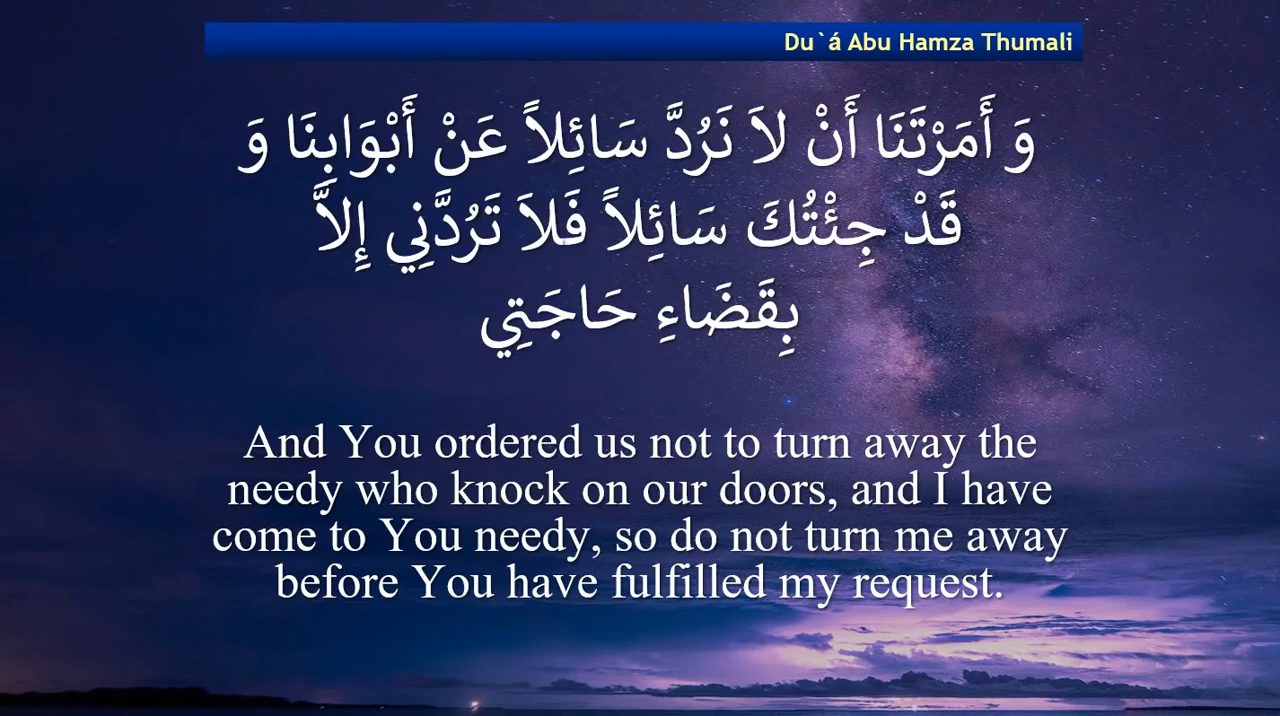 Du`á Abu Hamza Thumali
وَ أَمَرْتَنَا أَنْ لاَ نَرُدَّ سَائِلاً عَنْ أَبْوَابِنَا وَ
قَدْ جِئْتُكَ سَائِلاً فَلاَ تَرُدَّنِي إِلاَّ
بِقَضَاءِ حَاجَتِي
And You ordered us not to turn away the
needy who knock on our doors, and I have
come to You needy, so do not turn me away
before You have fulfilled my request.